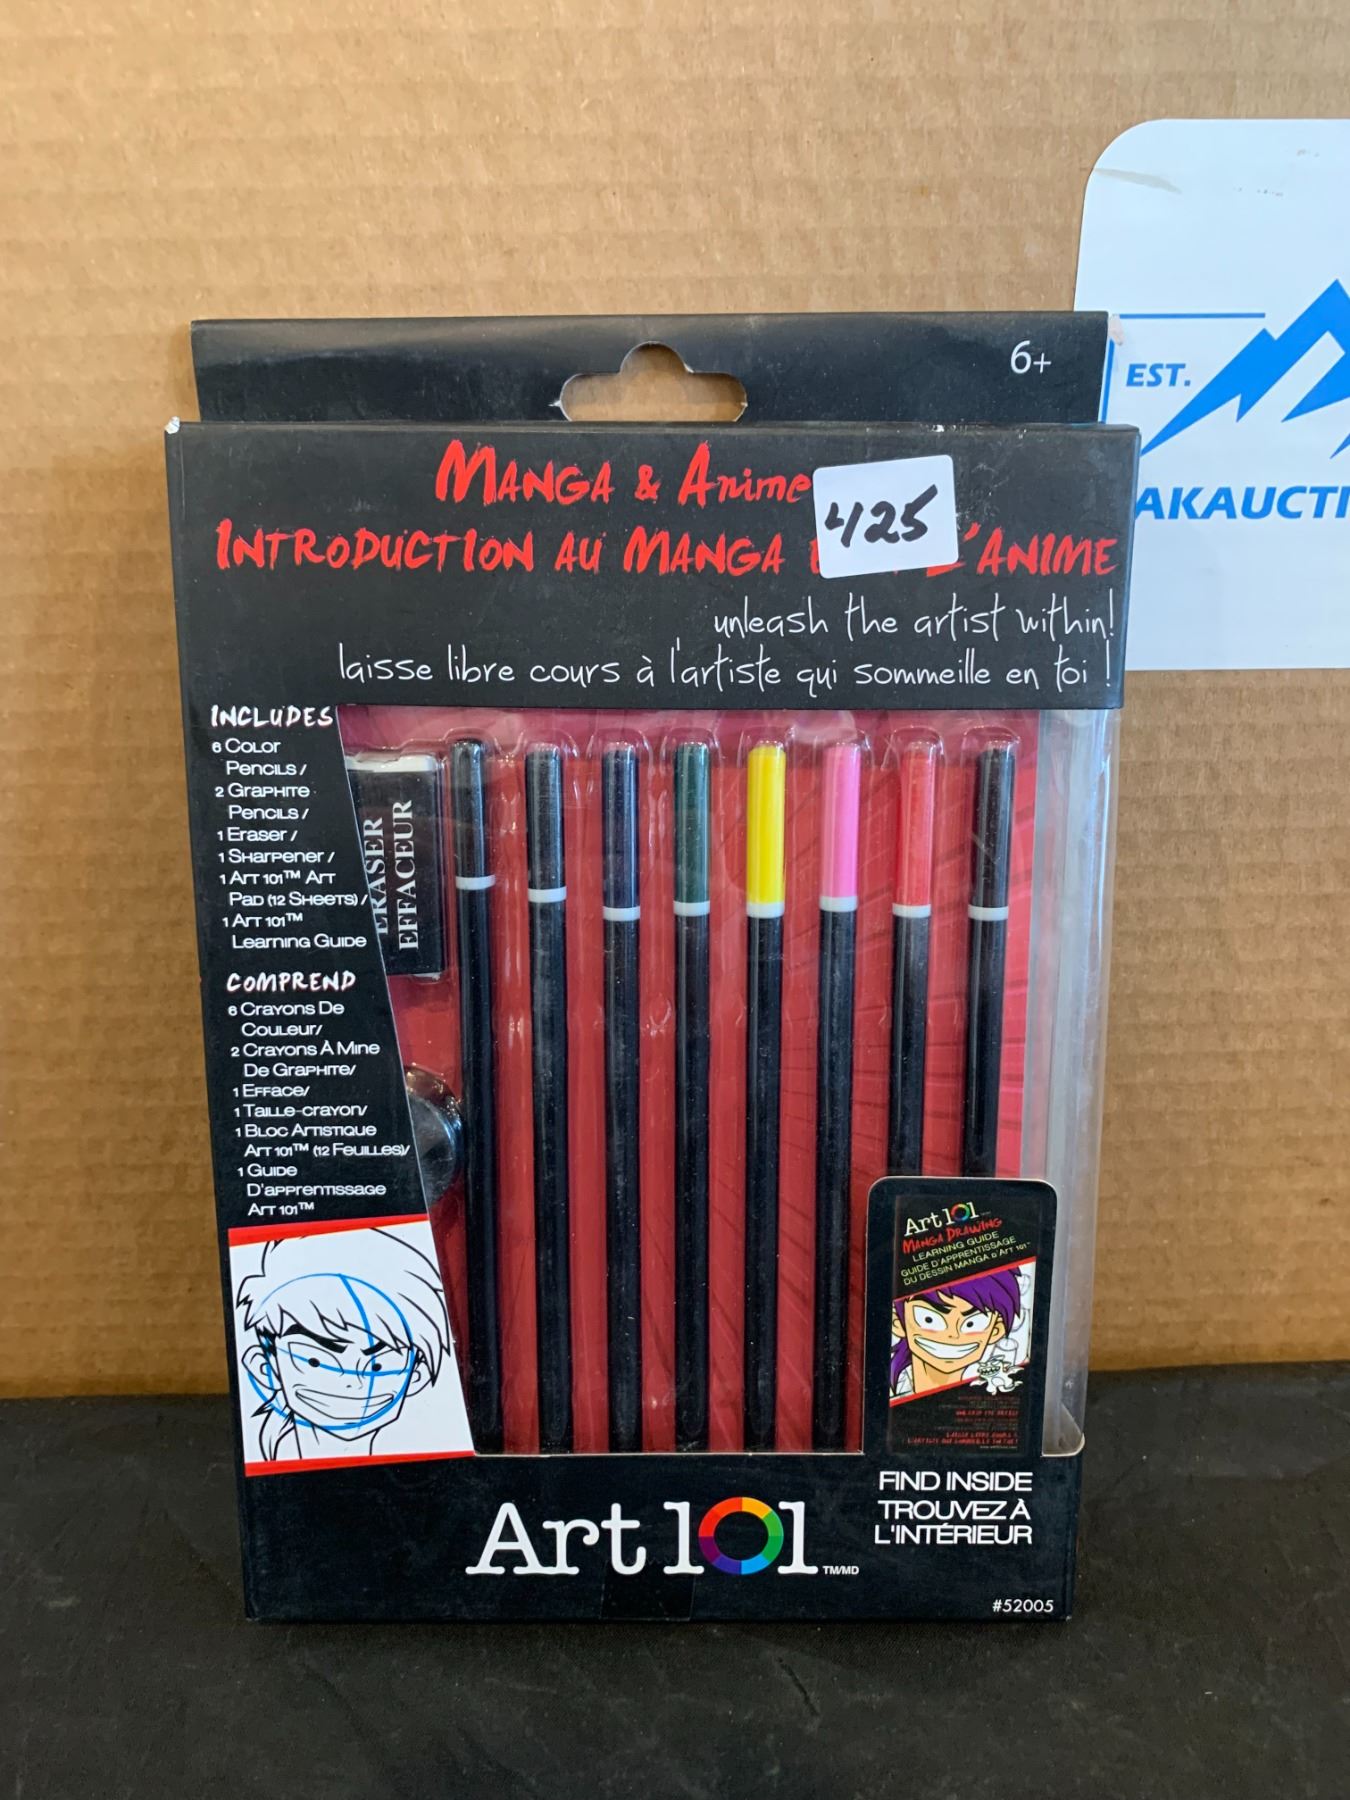 6+
EST.
AKAUCTI
MANGA & Anime
425
INTRODUCTION AU MANGA L'ANIME
unleash the artist within!
laisse libre cours à l'artiste qui sommeille en toi !
INCLUDES
6 Color
Pencils /
2 Graphite
Pencils /
1 Eraser /
1 Sharpener /
1 Art 101™ Art
Pad (12 Sheets) /
1 Art 101™
Learning Guide
COMPREND
6 Crayons De
Couleur/
2 Crayons À Mine
De Graphite/
1 Efface/
1 Taille-crayon/
1 Bloc Artistique
Art 101™ (12 Feuilles)/
1 Guide
D'apprentissage
Art 101™
ERASER
EFFACEUR
Art 101
MANGA DRAWING
LEARNING GUIDE
GUIDE D'APPRENTISSAGE
DU DESSIN MANGA D'ART 101™
FIND INSIDE
TROUVEZ À
L'INTÉRIEUR
Art 101 TM/MD
#52005